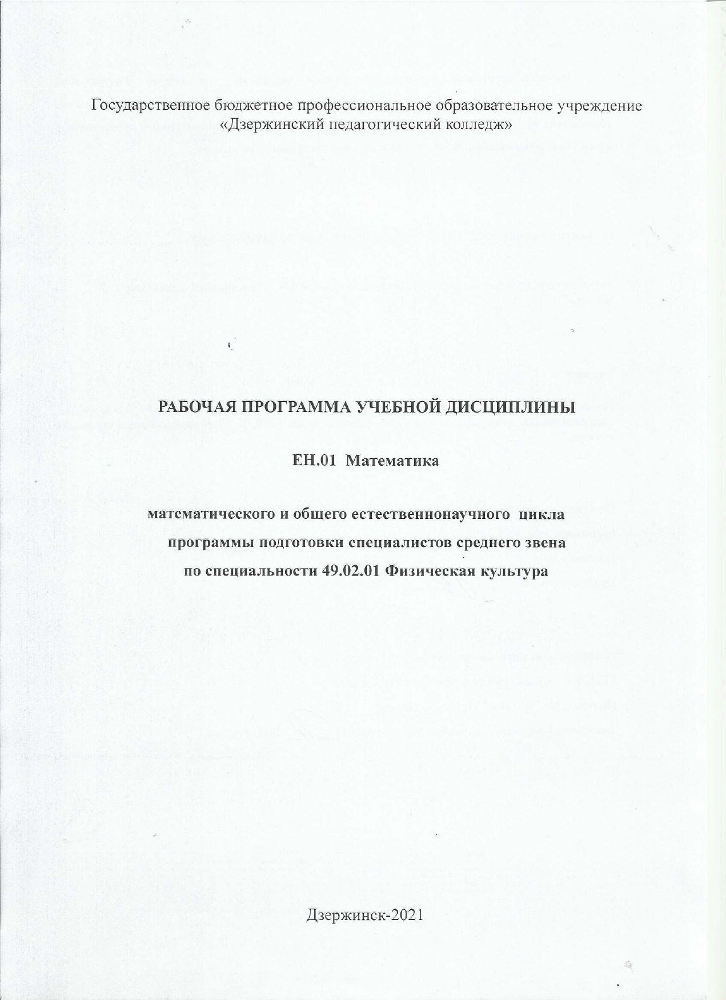 Государственное бюджетное профессиональное образовательное учреждение
«Дзержинский педагогический колледж»
РАБОЧАЯ ПРОГРАММА УЧЕБНОЙ ДИСЦИПЛИНЫ
ЕН.01 Математика
математического и общего естественнонаучного цикла
программы подготовки специалистов среднего звена
по специальности 49.02.01 Физическая культура
Дзержинск-2021